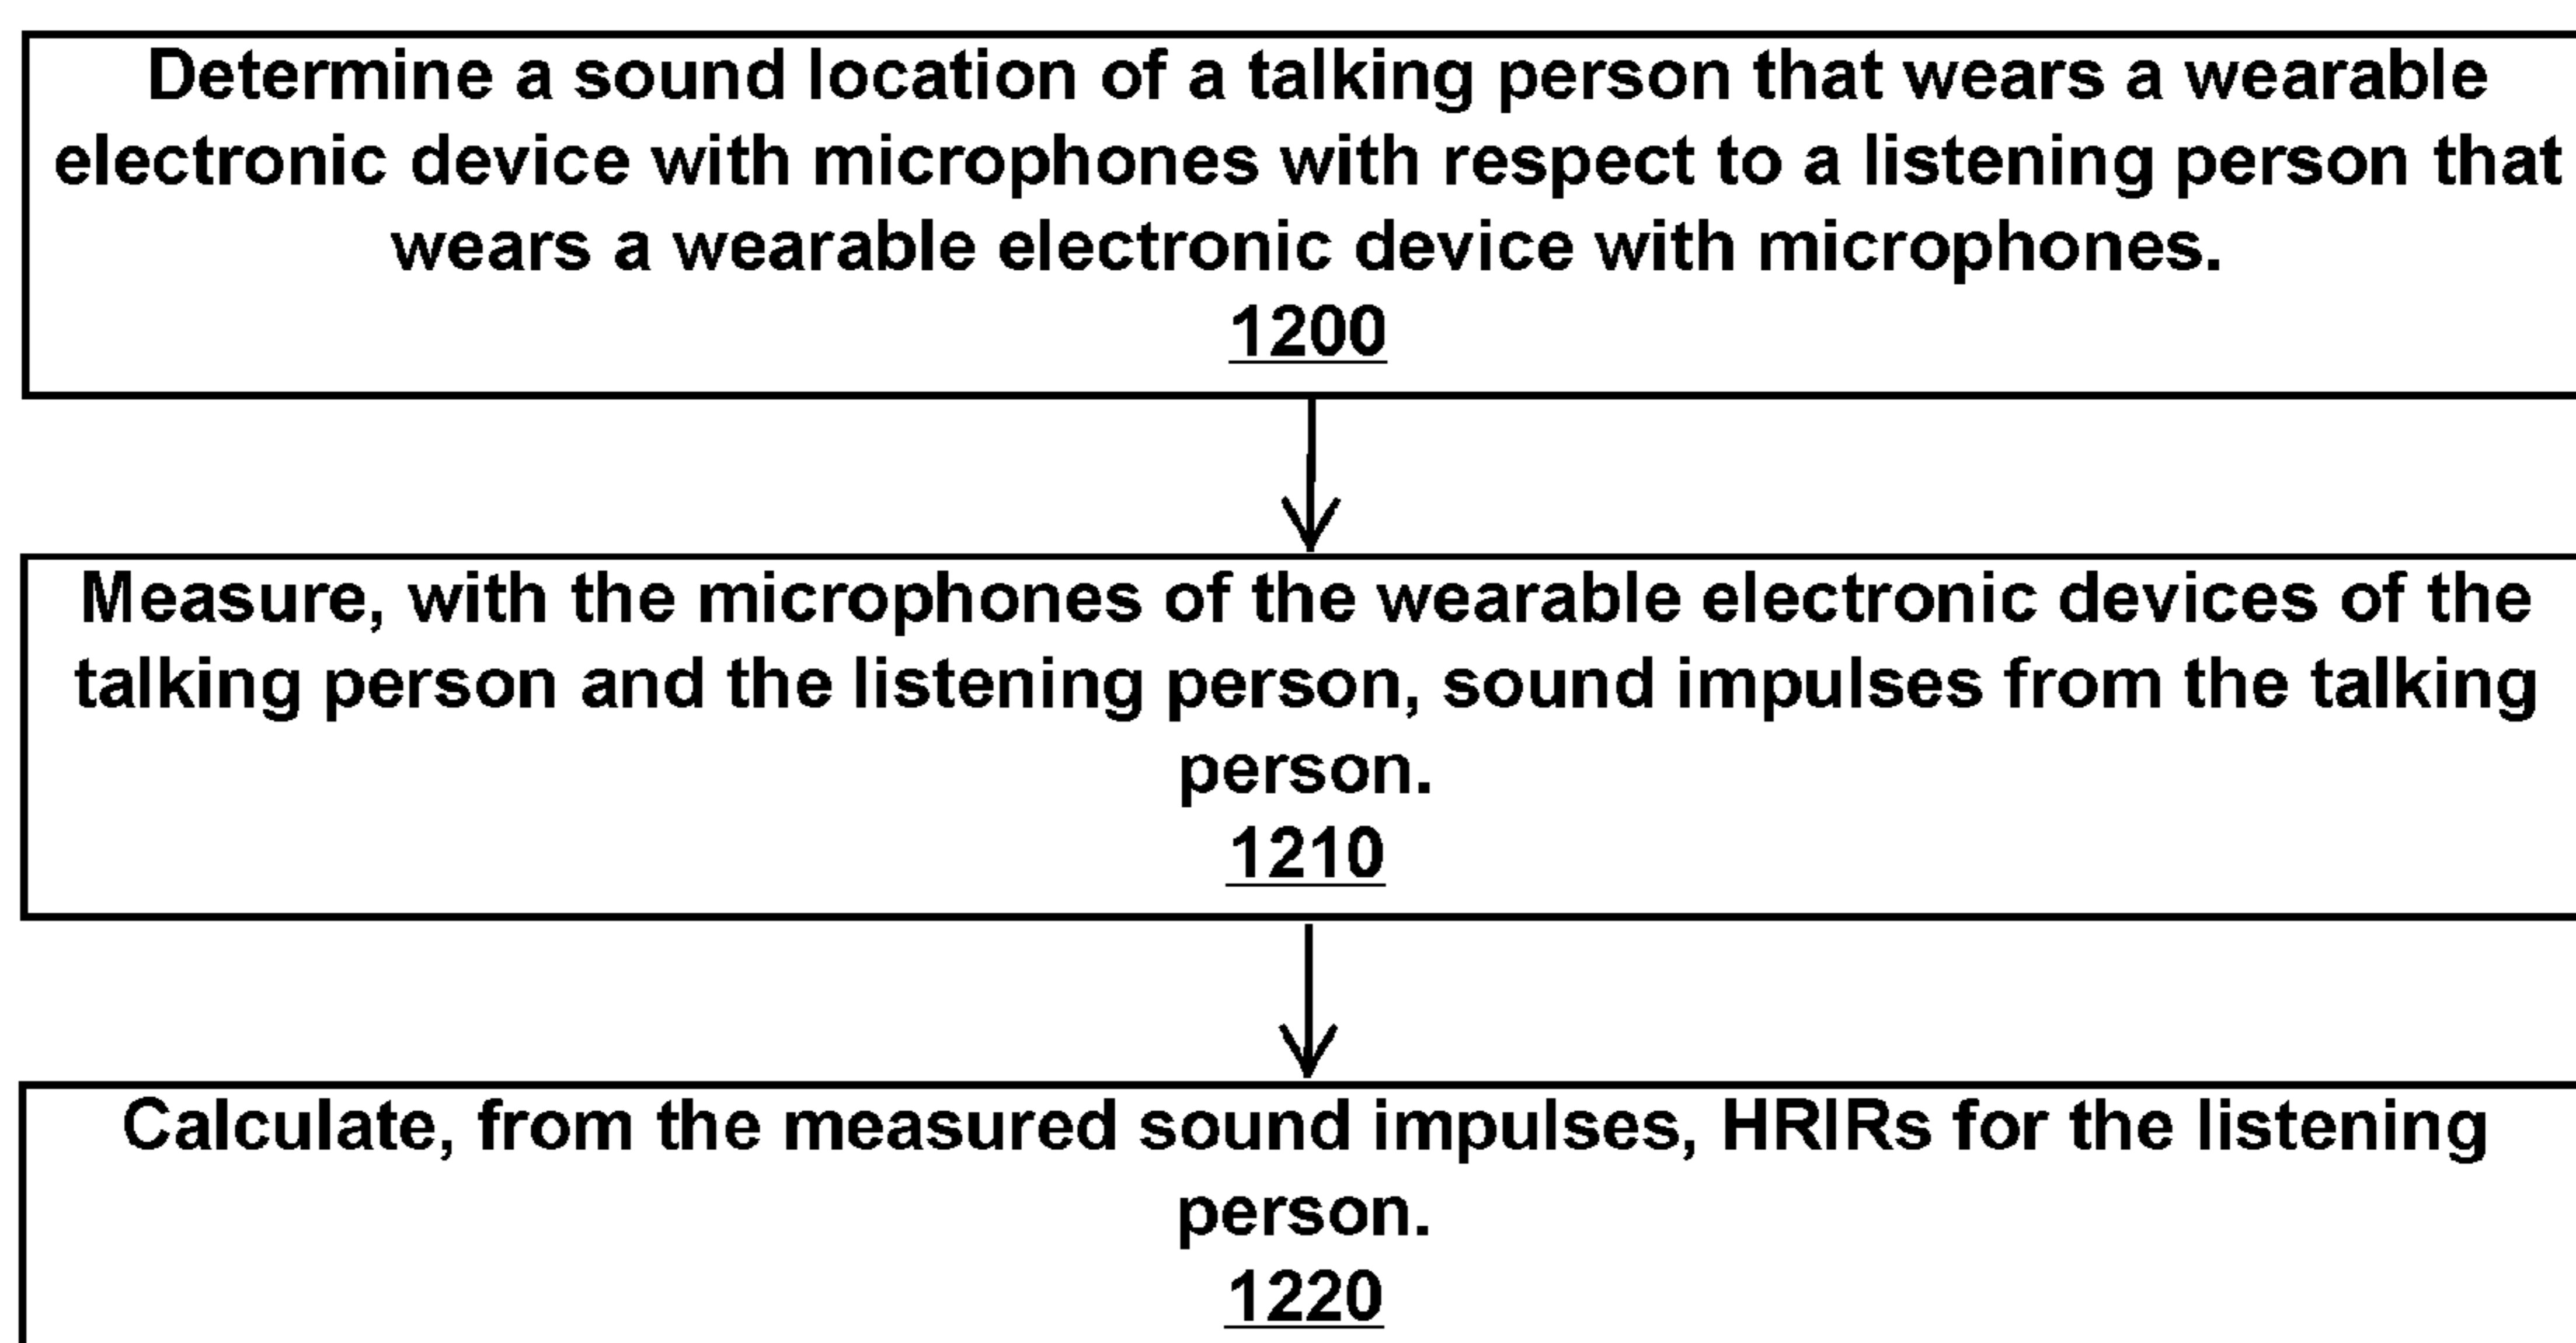 Determine a sound location of a talking person that wears a wearable
electronic device with microphones with respect to a listening person that
wears a wearable electronic device with microphones.
1200
Measure, with the microphones of the wearable electronic devices of the
talking person and the listening person, sound impulses from the talking
person.
1210
Calculate, from the measured sound impulses, HRIRs for the listening
person.
1220